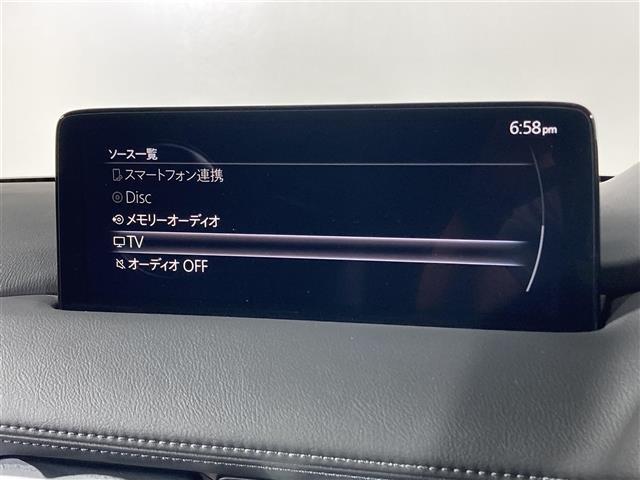 6:58pm
ソース一覧
スマートフォン連携
Disc
メモリーオーディオ
TV
オーディオ OFF